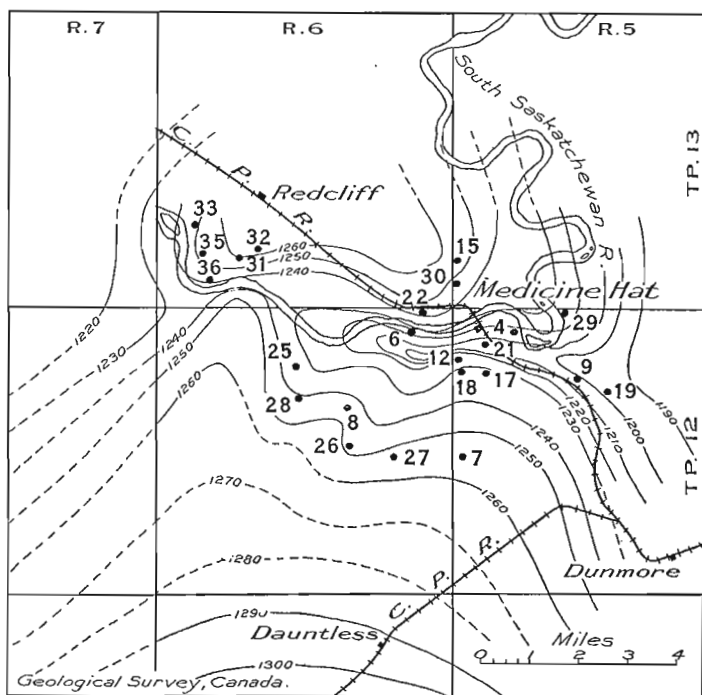 R.7 R.6 R.5
South Saskatchewan R.
TP. 13
C. P. R.
Redcliff
33
35 32
36 31
1260
1250
1240
15
30
22
Medicine Hat
29
6 4
21
12
18 17
9
19
1220
1230
1240
1250
1260
25
28
8
26
27 7
1190
1200
1210
1220
1230
1240
1250
1260
TP. 12
1270
1280
1290
1300
C. P. R.
Dunmore
Dauntless
Miles
0 1 2 3 4
Geological Survey, Canada.